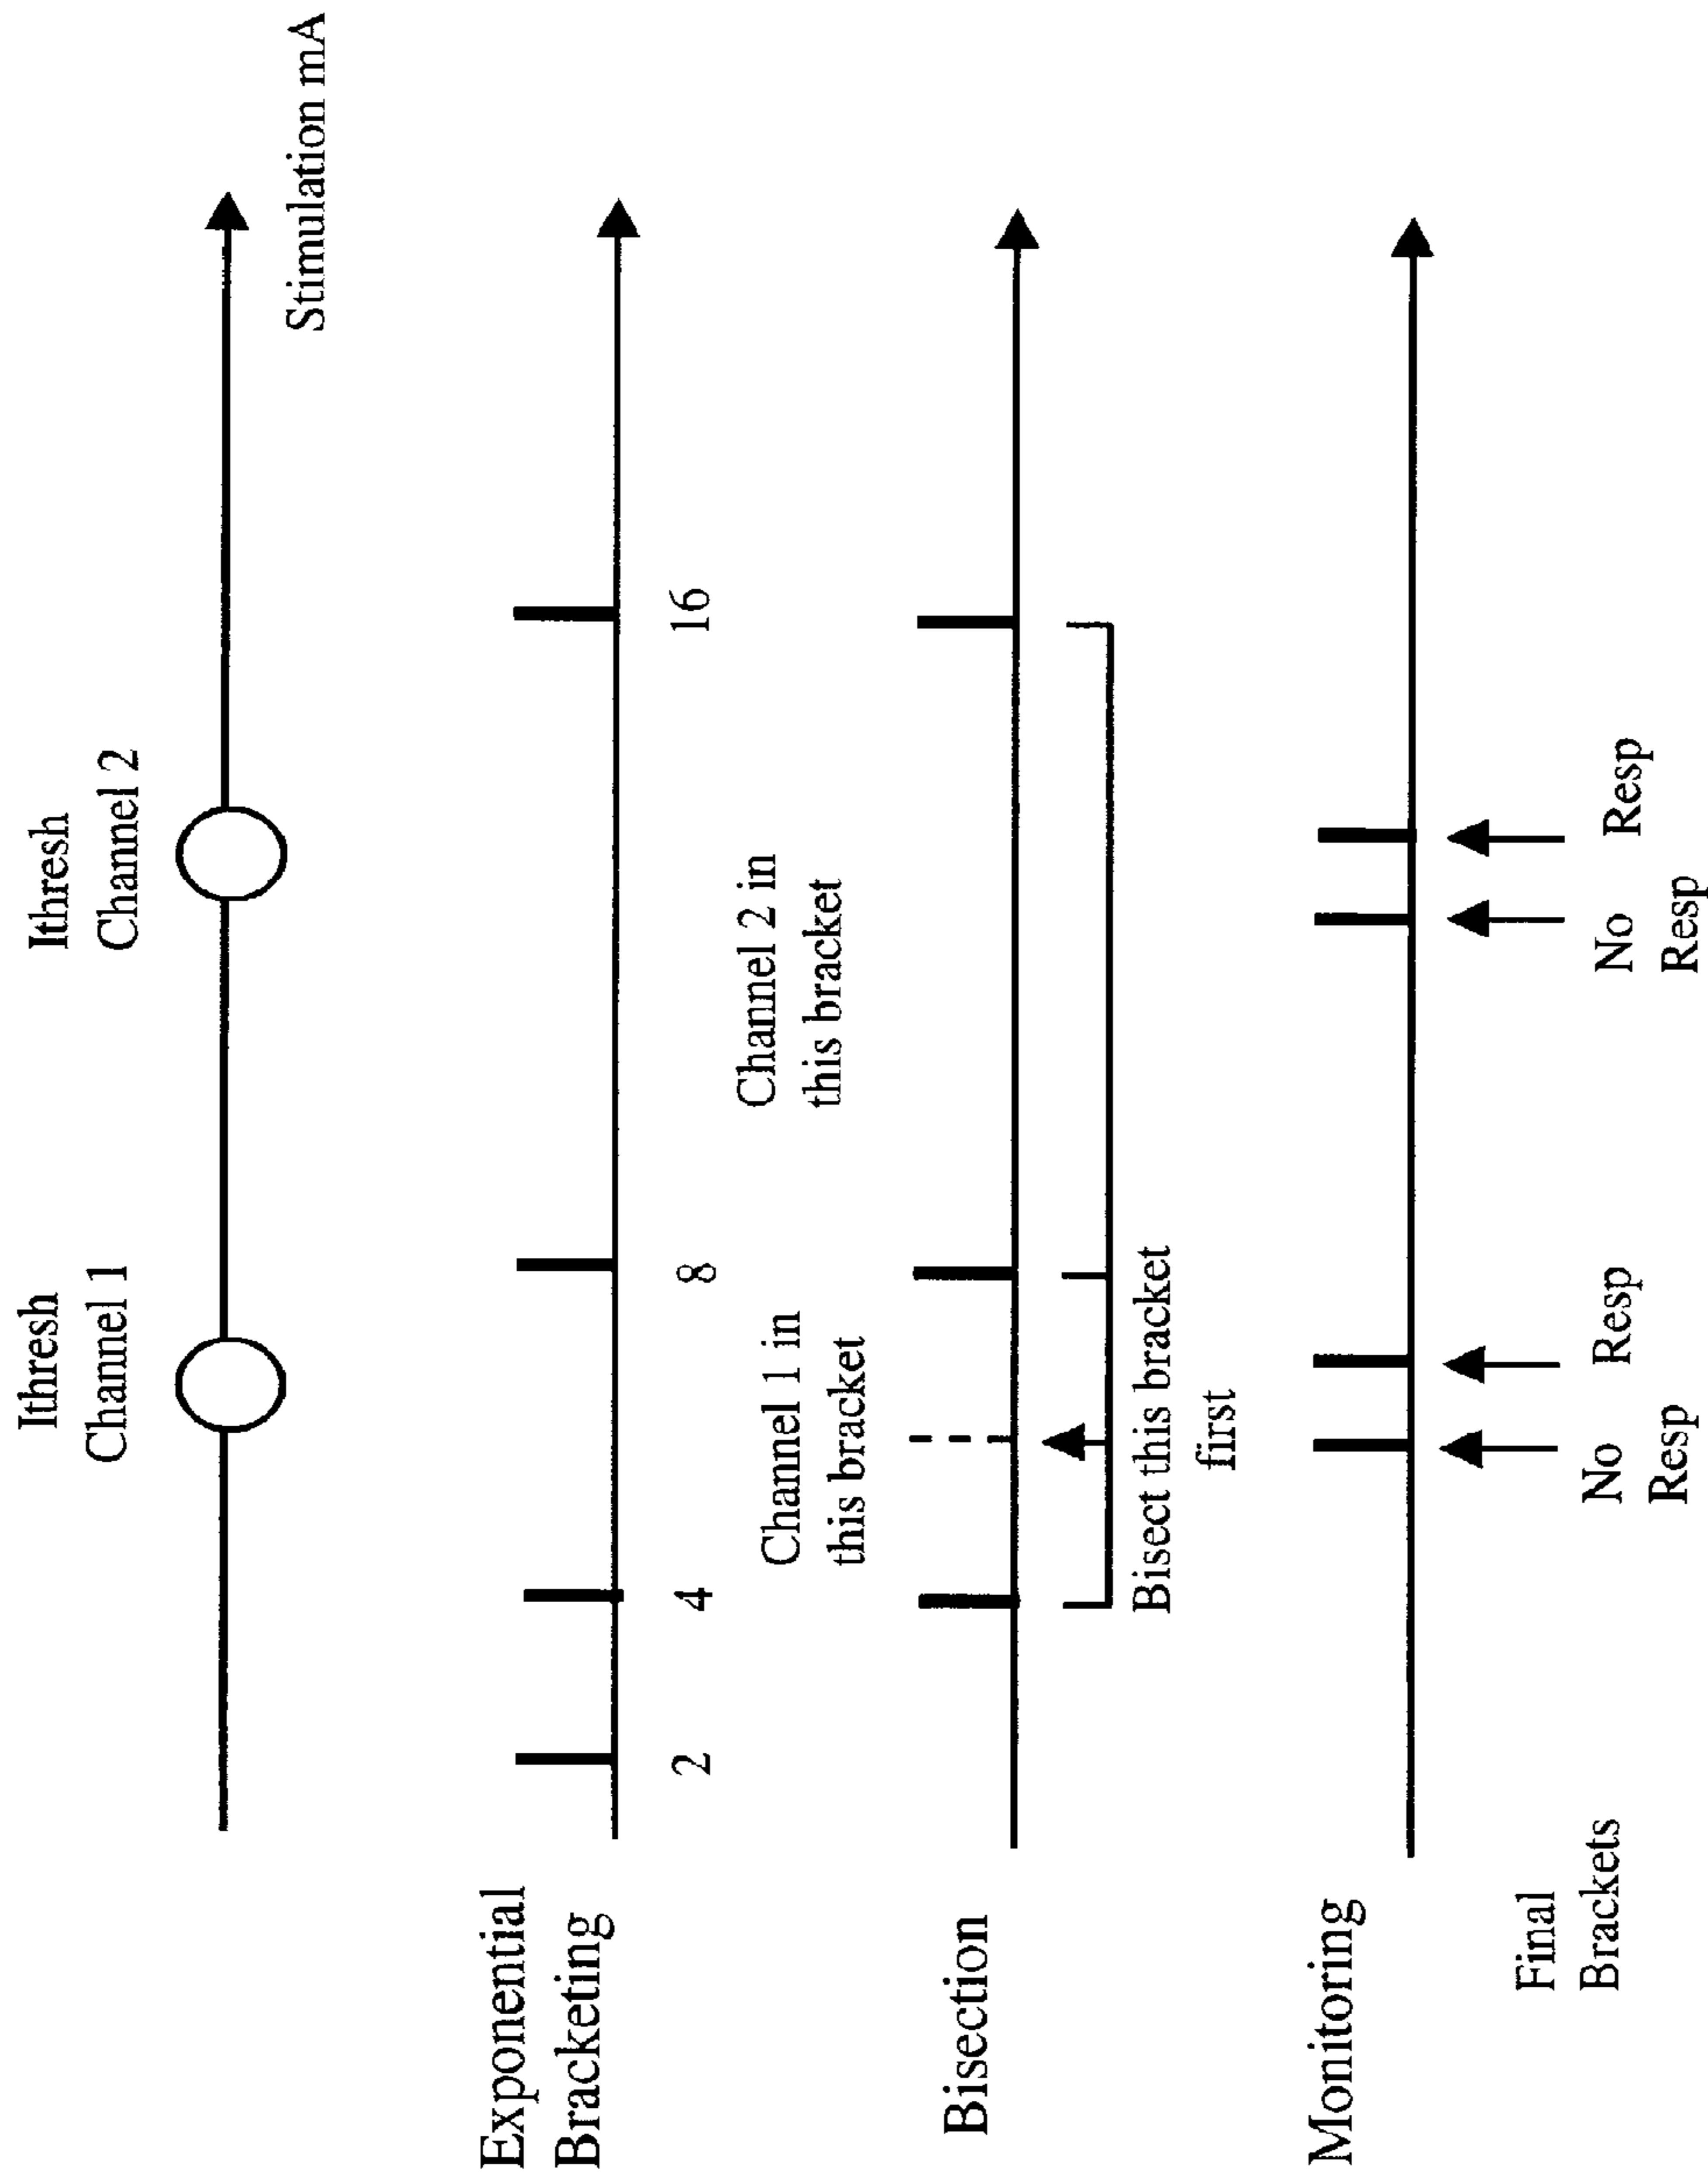 Ithresh
Channel 1
Ithresh
Channel 2
Stimulation mA
Exponential
Bracketing
2
4
8
16
Channel 1 in
this bracket
Channel 2 in
this bracket
Bisection
Bisect this bracket
first
Monitoring
Final
Brackets
No
Resp
Resp
No
Resp
Resp